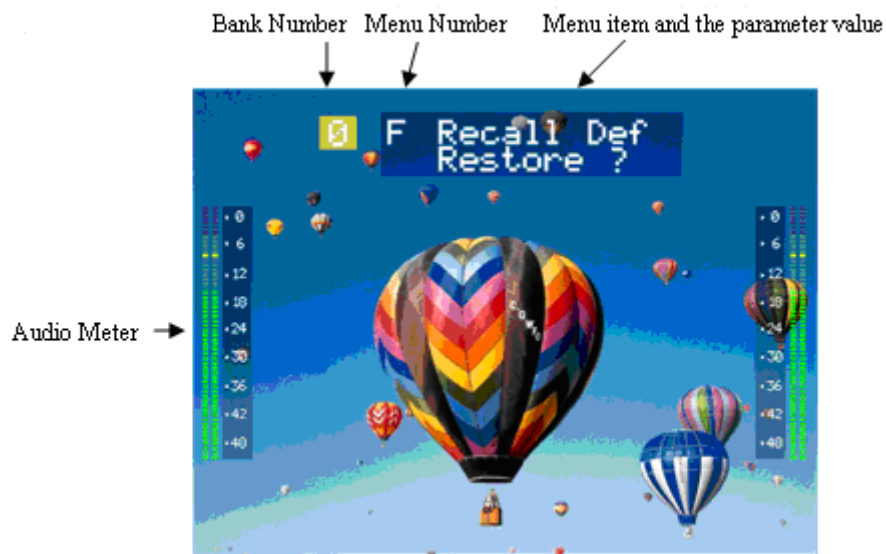 Bank Number Menu Number Menu item and the parameter value
0 F Recall Def
Restore ?
Audio Meter
0 0
6 6
12 12
18 18
24 24
30 30
36 36
42 42
48 48